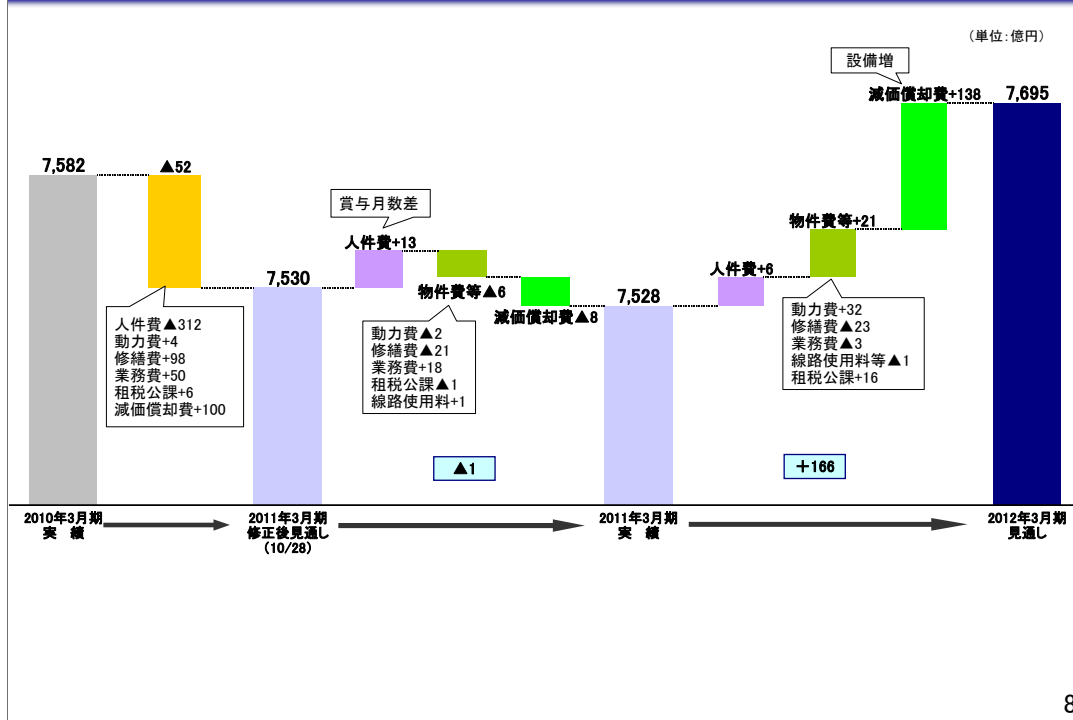 （単位：億円）
設備増
減価償却費+138
7,695
7,582
▲52
賞与月数差
人件費+13
物件費等+21
7,530
物件費等▲6
減価償却費▲8
7,528
人件費+6
人件費▲312
動力費+4
修繕費+98
業務費+50
租税公課+6
減価償却費+100
動力費▲2
修繕費▲21
業務費+18
租税公課▲1
線路使用料+1
動力費+32
修繕費▲23
業務費▲3
線路使用料等▲1
租税公課+16
▲1
＋166
2010年3月期
実　績
2011年3月期
修正後見通し
(10/28)
2011年3月期
実　績
2012年3月期
見通し
8